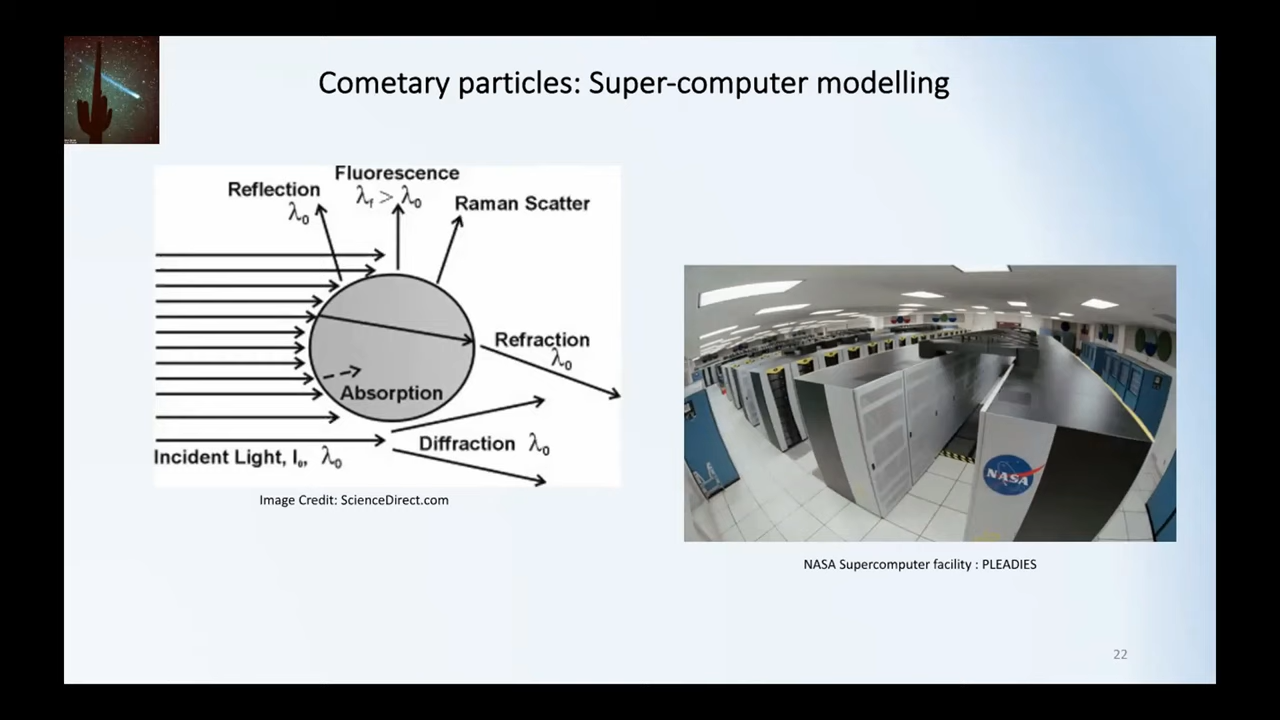 Cometary particles: Super-computer modelling
Fluorescence
Reflection
λf > λ0
λ0
Raman Scatter
Refraction
λ0
Absorption
Diffraction λ0
Incident Light, I0, λ0
Image Credit: ScienceDirect.com
NASA
NASA Supercomputer facility : PLEADIES
22